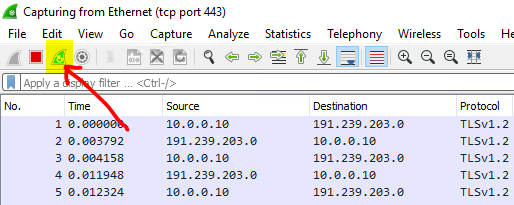 Capturing from Ethernet (tcp port 443)
File Edit View Go Capture Analyze Statistics Telephony Wireless Tools
Apply a display filter ... <Ctrl-/>
No. Time Source Destination Protocol
1 0.000000 10.0.0.10 191.239.203.0 TLSv1.2
2 0.003792 191.239.203.0 10.0.0.10 TLSv1.2
3 0.004158 10.0.0.10 191.239.203.0 TLSv1.2
4 0.011948 191.239.203.0 10.0.0.10 TLSv1.2
5 0.012324 10.0.0.10 191.239.203.0 TLSv1.2